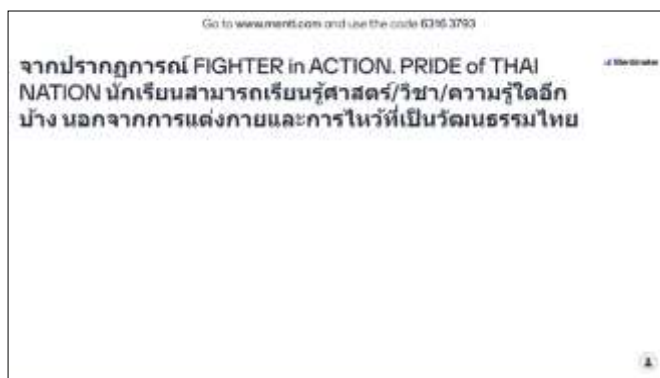 Go to www.menti.com and use the code 6316 3793
จากปรากฏการณ์ FIGHTER in ACTION. PRIDE of THAI
NATION นักเรียนสามารถเรียนรู้ศาสตร์/วิชา/ความรู้ใดอีก
บ้าง นอกจากการแต่งกายและการไหว้ที่เป็นวัฒนธรรมไทย
Mentimeter